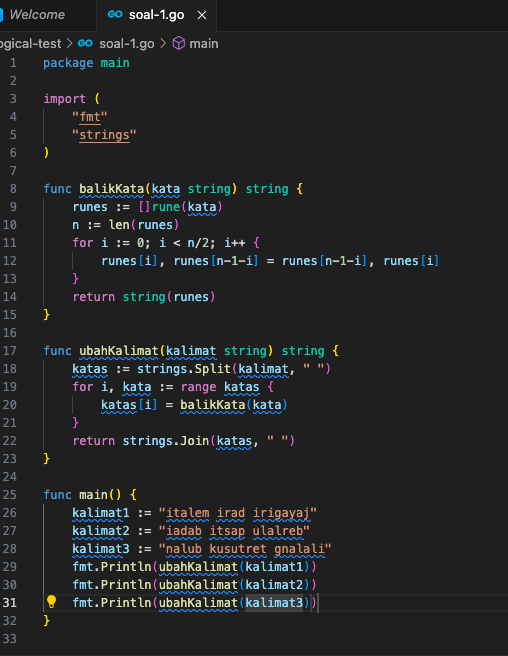 Welcome GO soal-1.go ×
ogical-test > GO soal-1.go > main
1 package main
2
3 import (
4     "fmt"
5     "strings"
6 )
7
8 func balikKata(kata string) string {
9     runes := []rune(kata)
10     n := len(runes)
11     for i := 0; i < n/2; i++ {
12         runes[i], runes[n-1-i] = runes[n-1-i], runes[i]
13     }
14     return string(runes)
15 }
16
17 func ubahKalimat(kalimat string) string {
18     katas := strings.Split(kalimat, " ")
19     for i, kata := range katas {
20         katas[i] = balikKata(kata)
21     }
22     return strings.Join(katas, " ")
23 }
24
25 func main() {
26     kalimat1 := "italem irad irigayaj"
27     kalimat2 := "iadab itsap ulalreb"
28     kalimat3 := "nalub kusutret gnalali"
29     fmt.Println(ubahKalimat(kalimat1))
30     fmt.Println(ubahKalimat(kalimat2))
31     fmt.Println(ubahKalimat(kalimat3))
32 }
33